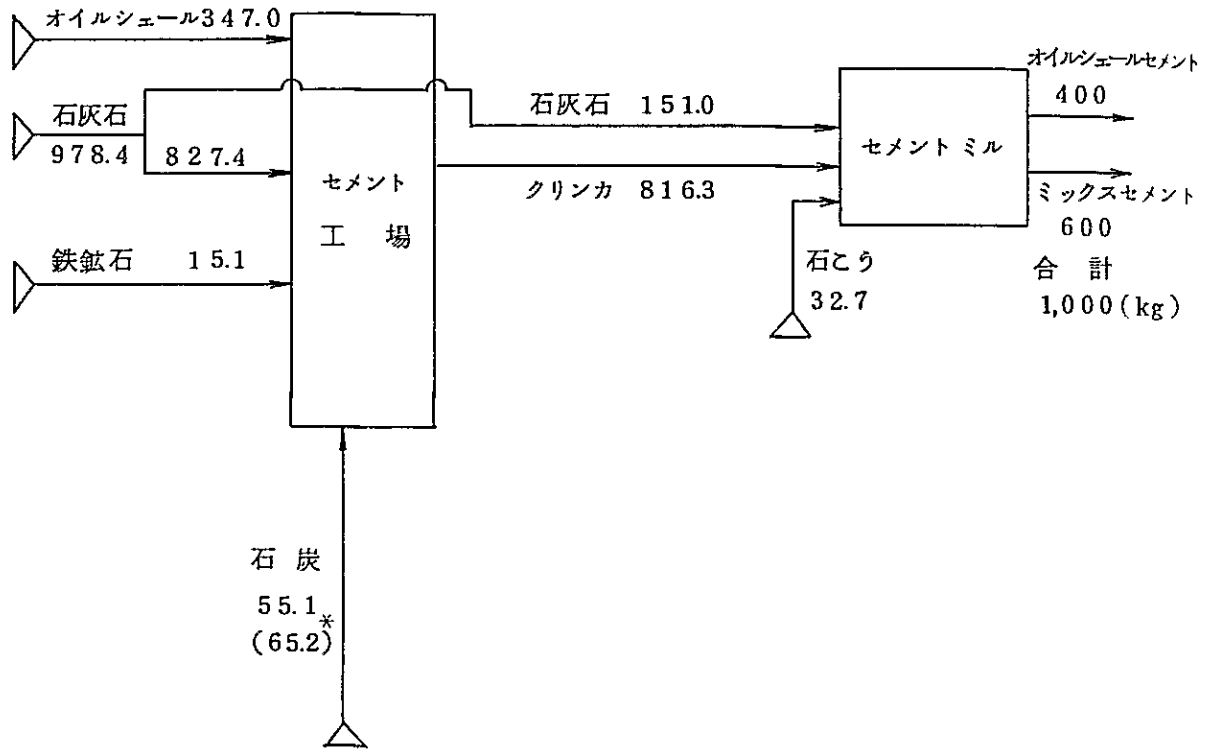 オイルシェール347.0
石灰石
978.4
827.4
鉄鉱石 15.1
セメント
工場
石炭
55.1
(65.2)*
石灰石 151.0
クリンカ 816.3
石こう
32.7
セメント ミル
オイルシェールセメント
400
ミックスセメント
600
合計
1,000(kg)